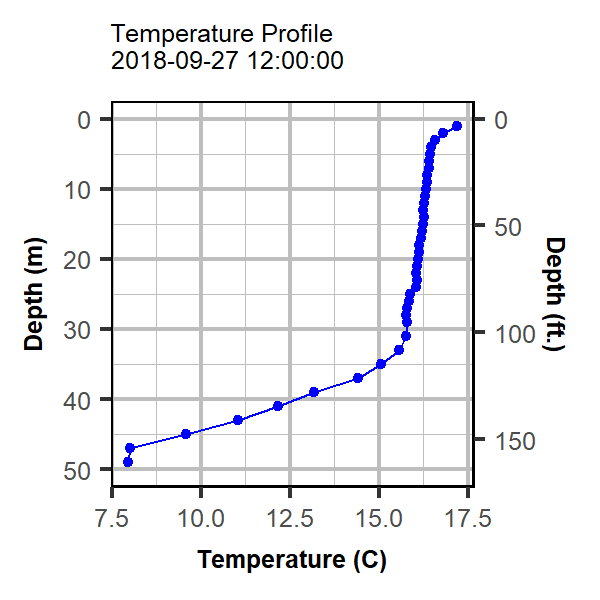 Temperature Profile
2018-09-27 12:00:00
0
10
20
30
40
50
Depth (m)
0
50
100
150
Depth (ft.)
7.5 10.0 12.5 15.0 17.5
Temperature (C)